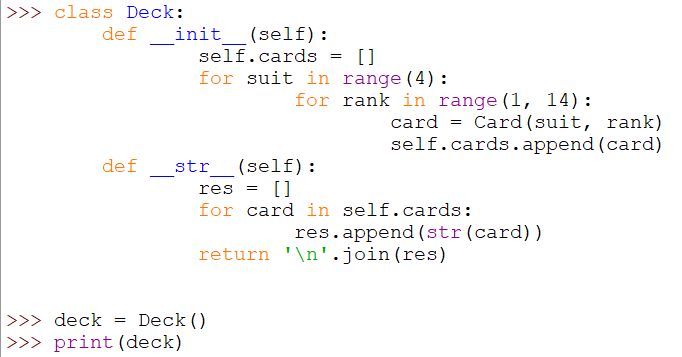 >>> class Deck:
        def __init__(self):
                self.cards = []
                for suit in range(4):
                        for rank in range(1, 14):
                                card = Card(suit, rank)
                                self.cards.append(card)
        def __str__(self):
                res = []
                for card in self.cards:
                        res.append(str(card))
                return '\n'.join(res)
>>> deck = Deck()
>>> print(deck)